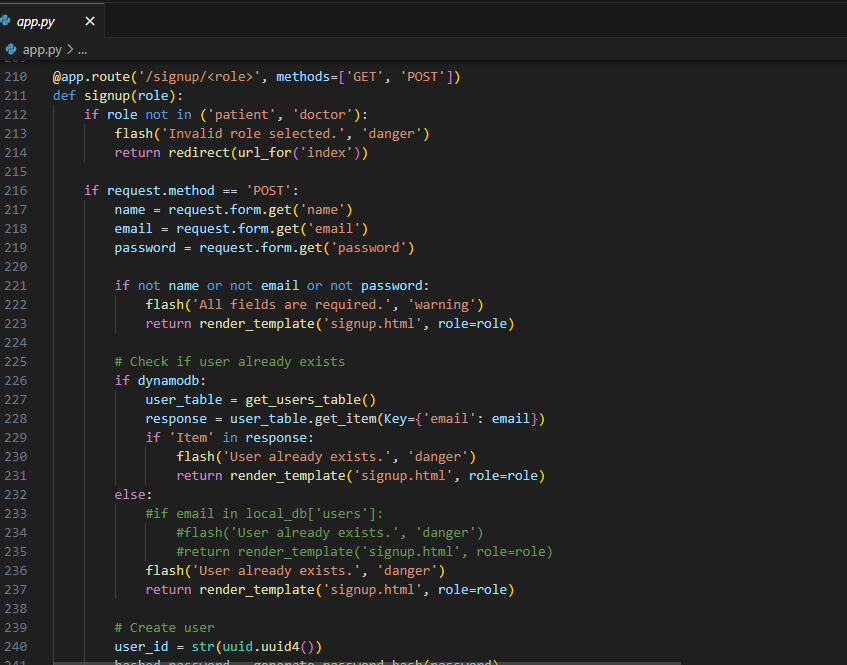 app.py ×
app.py > ...
210 @app.route('/signup/<role>', methods=['GET', 'POST'])
211 def signup(role):
212     if role not in ('patient', 'doctor'):
213         flash('Invalid role selected.', 'danger')
214         return redirect(url_for('index'))
215
216     if request.method == 'POST':
217         name = request.form.get('name')
218         email = request.form.get('email')
219         password = request.form.get('password')
220
221         if not name or not email or not password:
222             flash('All fields are required.', 'warning')
223             return render_template('signup.html', role=role)
224
225         # Check if user already exists
226         if dynamodb:
227             user_table = get_users_table()
228             response = user_table.get_item(Key={'email': email})
229             if 'Item' in response:
230                 flash('User already exists.', 'danger')
231                 return render_template('signup.html', role=role)
232         else:
233             #if email in local_db['users']:
234                 #flash('User already exists.', 'danger')
235                 #return render_template('signup.html', role=role)
236             flash('User already exists.', 'danger')
237             return render_template('signup.html', role=role)
238
239         # Create user
240         user_id = str(uuid.uuid4())
241         hashed_password = generate_password_hash(password)